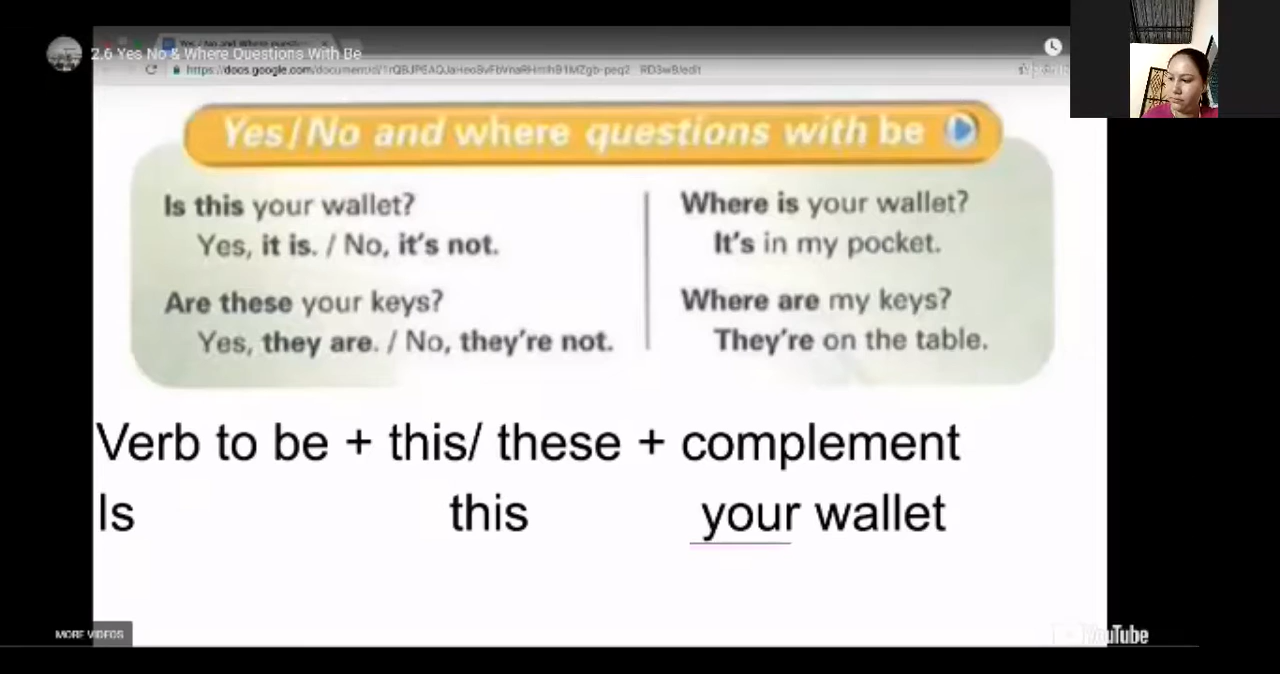 2.6 Yes No & Where Questions With Be
Yes/No and where questions with be
Is this your wallet?
Yes, it is. / No, it's not.
Are these your keys?
Yes, they are. / No, they're not.
Where is your wallet?
It's in my pocket.
Where are my keys?
They're on the table.
Verb to be + this/ these + complement
Is this your wallet
MORE VIDEOS
YouTube